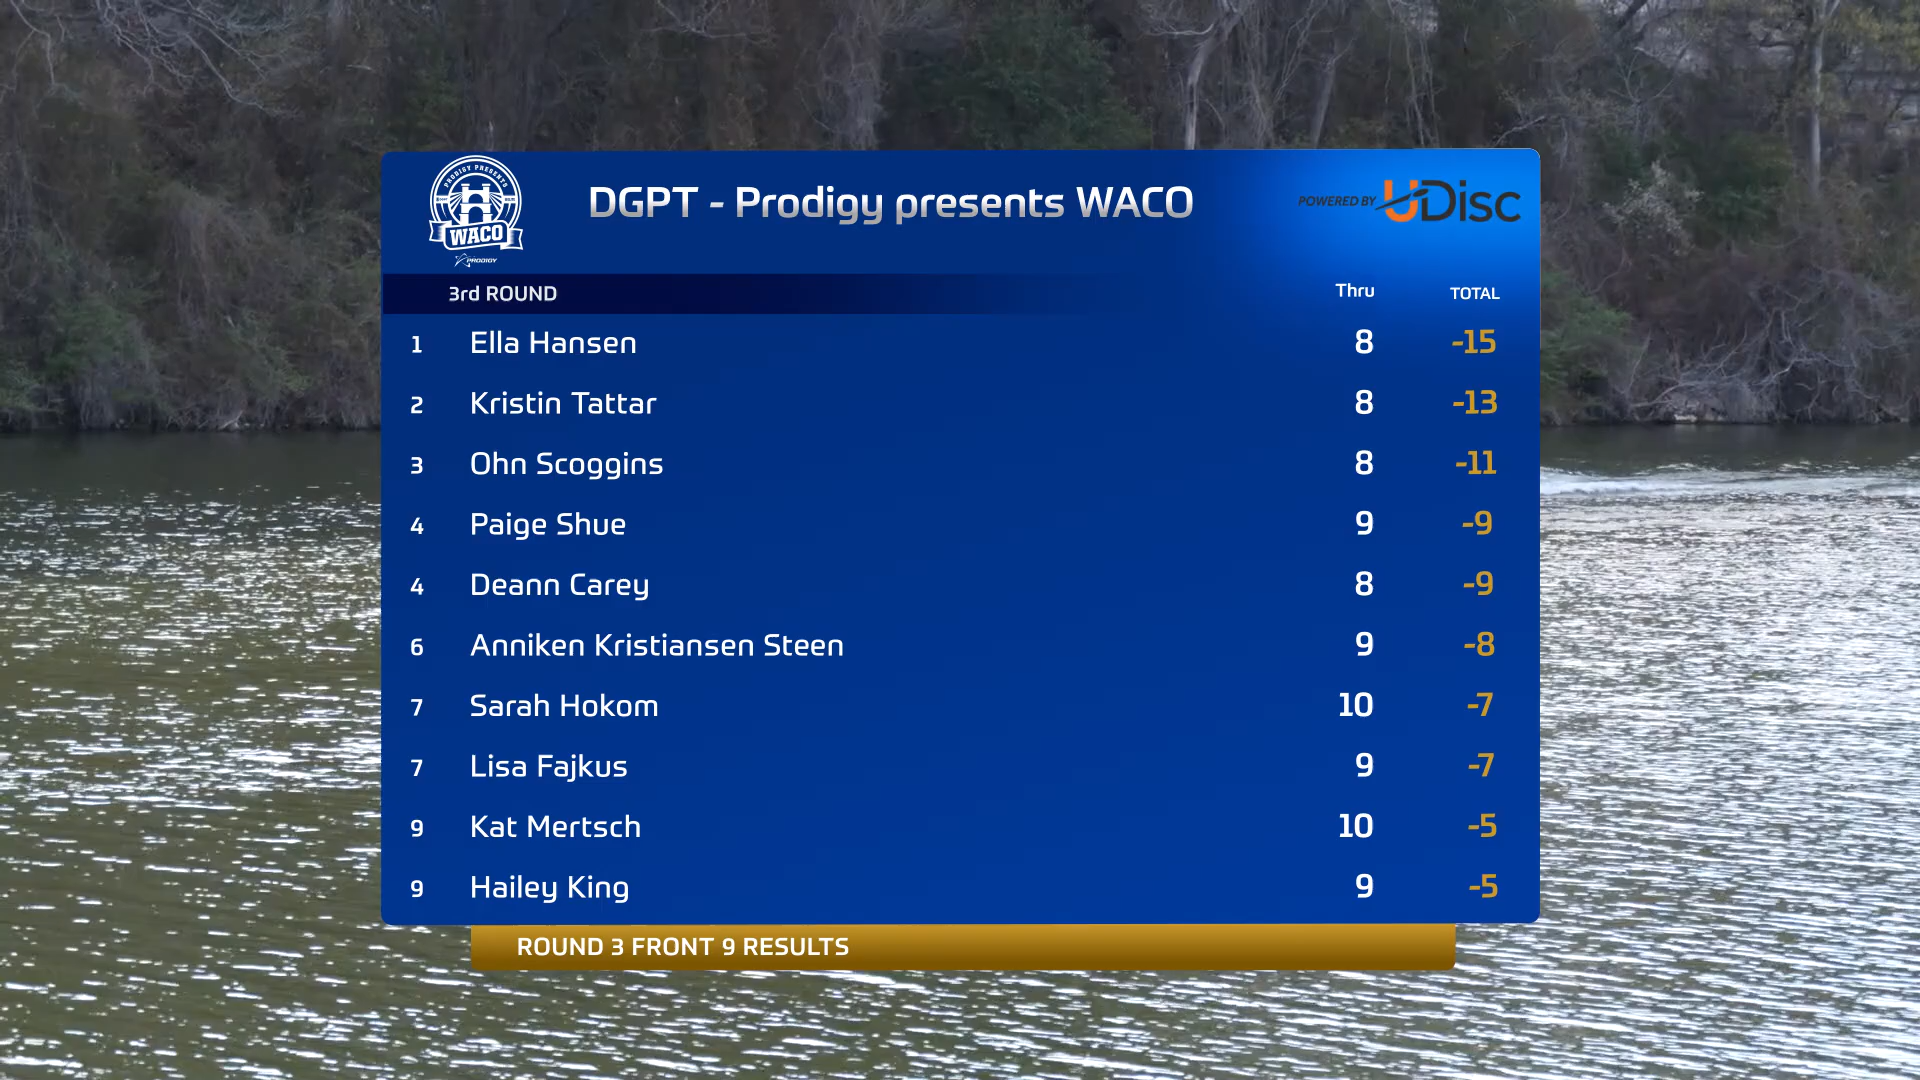 PRODIGY PRESENTS
WACO
PRODIGY
DGPT - Prodigy presents WACO
POWERED BY UDisc
3rd ROUND Thru TOTAL
1 Ella Hansen 8 -15
2 Kristin Tattar 8 -13
3 Ohn Scoggins 8 -11
4 Paige Shue 9 -9
4 Deann Carey 8 -9
6 Anniken Kristiansen Steen 9 -8
7 Sarah Hokom 10 -7
7 Lisa Fajkus 9 -7
9 Kat Mertsch 10 -5
9 Hailey King 9 -5
ROUND 3 FRONT 9 RESULTS